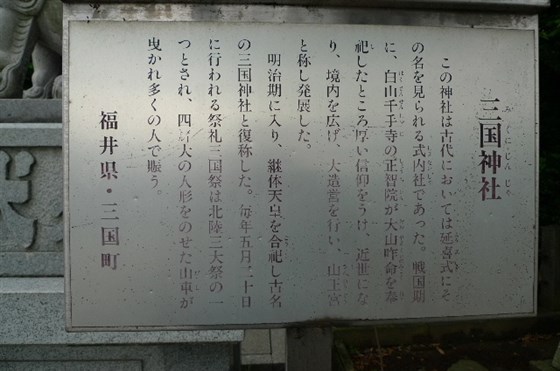 三国神社
みくにじんじゃ
この神社は古代においては延喜式にそ
の名を見られる式内社であった。戦国期
に、白山千手寺の正智院が大山咋命を奉
祀したところ厚い信仰をうけ、近世にな
り、境内を広げ、大造営を行い、山王宮
と称し発展した。
明治期に入り、継体天皇を合祀し古名
の三国神社と復称した。毎年五月二十日
に行われる祭礼三国祭は北陸三大祭の一
つとされ、四米大の人形をのせた山車が
曳かれ多くの人で賑う。
福井県・三国町